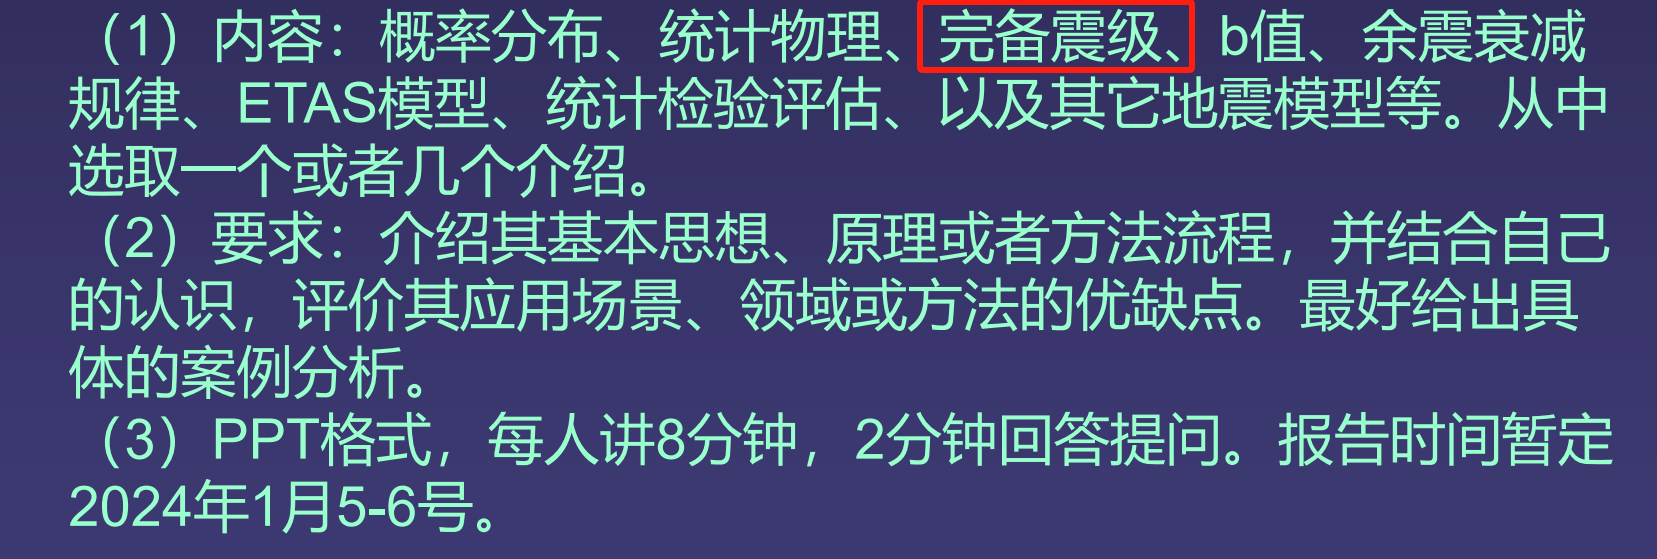 （1）内容：概率分布、统计物理、完备震级、b值、余震衰减
规律、ETAS模型、统计检验评估、以及其它地震模型等。从中
选取一个或者几个介绍。
（2）要求：介绍其基本思想、原理或者方法流程，并结合自己
的认识，评价其应用场景、领域或方法的优缺点。最好给出具
体的案例分析。
（3）PPT格式，每人讲8分钟，2分钟回答提问。报告时间暂定
2024年1月5-6号。